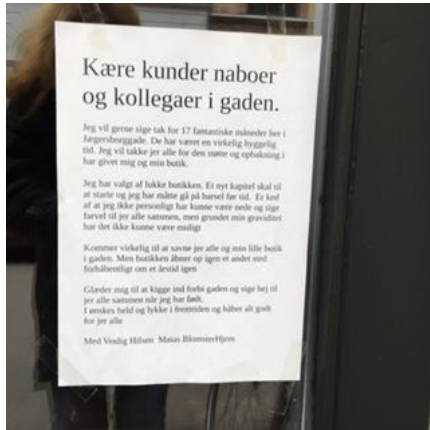 Kære kunder naboer
og kollegaer i gaden.
Jeg vil gerne sige tak for 17 fantastiske måneder her i
Jægersborggade. De har været en virkelig hyggelig
tid. Jeg vil takke jer alle for den støtte og opbakning i
har givet mig og min butik.
Jeg har valgt af lukke butikken. Et nyt kapitel skal til
at starte og jeg har måtte gå på barsel før tid. Er ked
af at jeg ikke personligt har kunne være nede og sige
farvel til jer alle sammen, men grundet min graviditet
har det ikke kunne være muligt
Kommer virkelig til at savne jer alle og min lille butik
i gaden. Men butikken åbner op igen et andet sted
forhåbentligt om et årstid igen
Glæder mig til at kigge ind forbi gaden og sige hej til
jer alle sammen når jeg har født.
I ønskes held og lykke i fremtiden og håber alt godt
for jer alle
Med Venlig Hilsen Maias BlomsterHjem